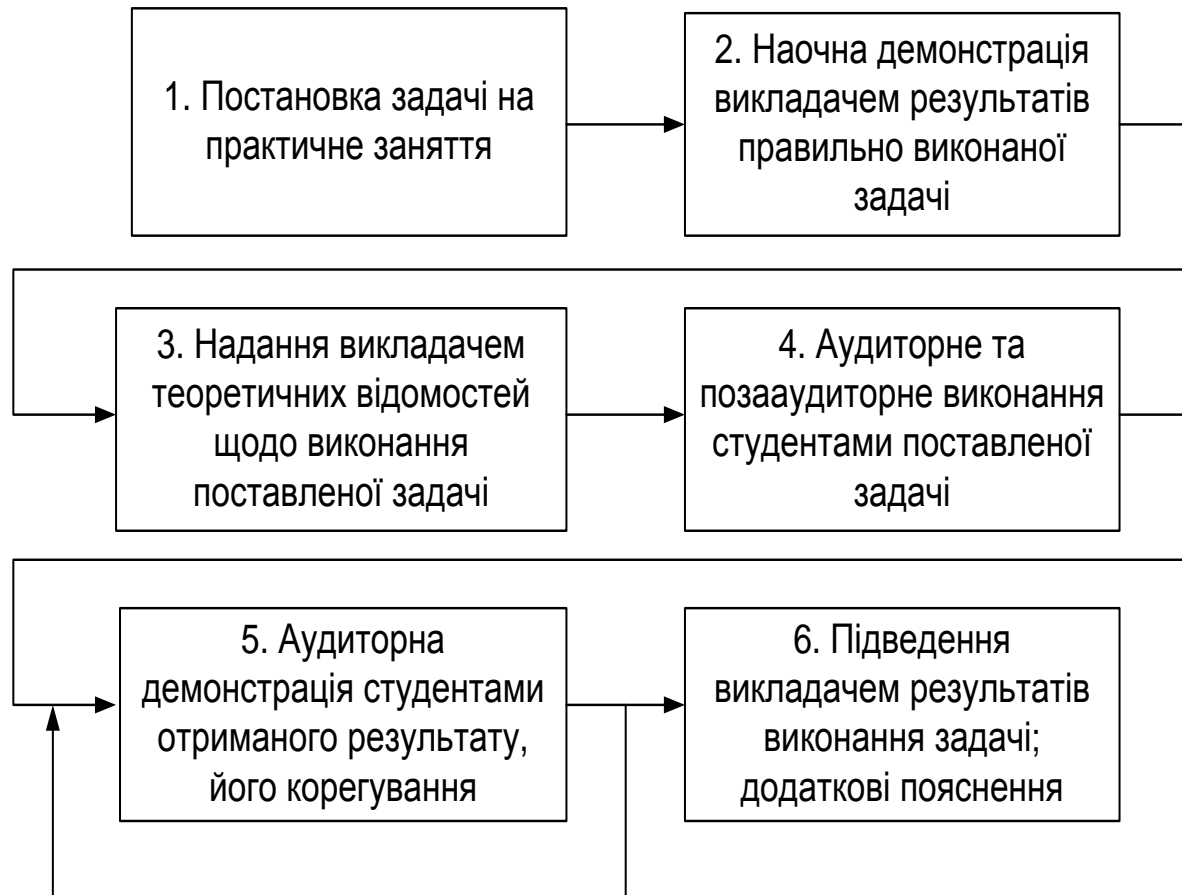 1. Постановка задачі на
практичне заняття
2. Наочна демонстрація
викладачем результатів
правильно виконаної
задачі
3. Надання викладачем
теоретичних відомостей
щодо виконання
поставленої задачі
4. Аудиторне та
позааудиторне виконання
студентами поставленої
задачі
5. Аудиторна
демонстрація студентами
отриманого результату,
його корегування
6. Підведення
викладачем результатів
виконання задачі;
додаткові пояснення